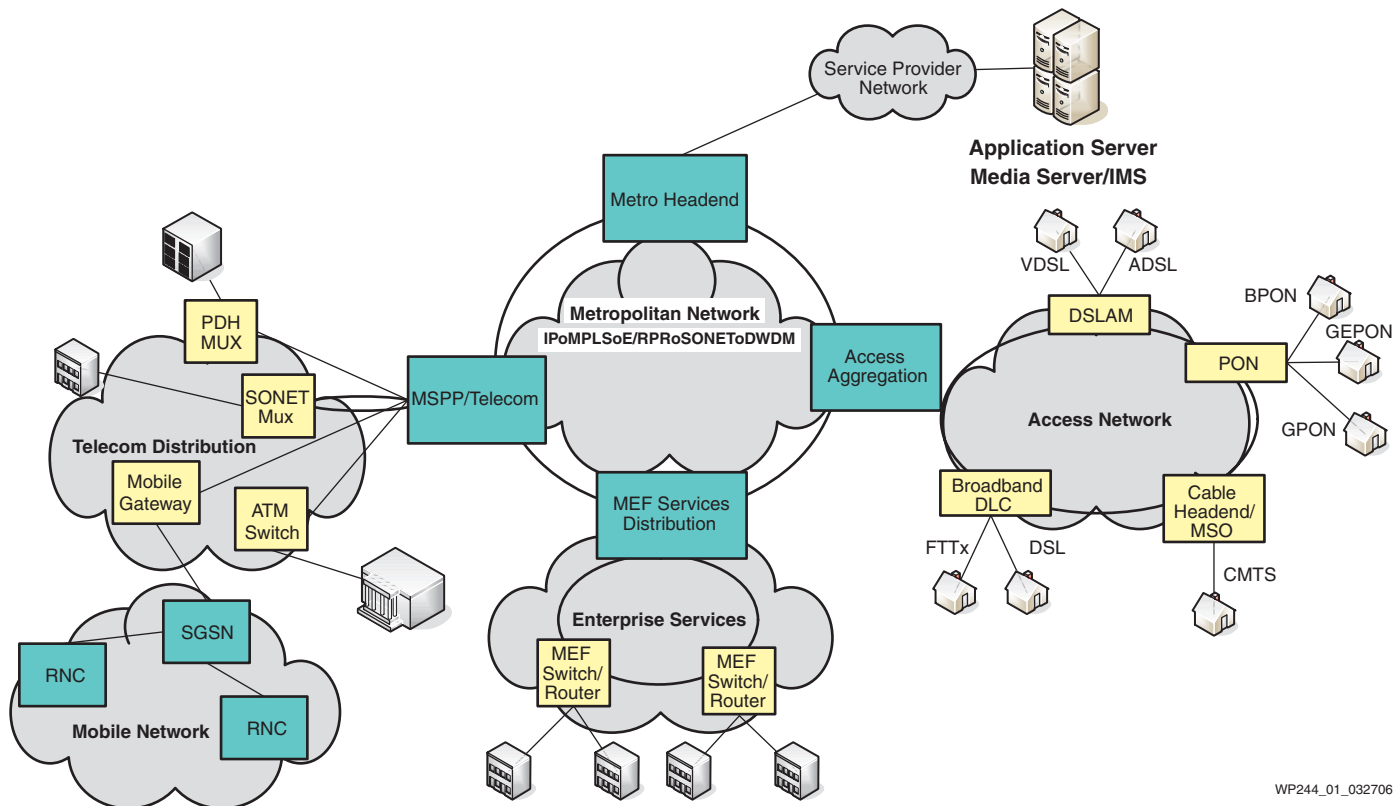 Service Provider
Network
Application Server
Media Server/IMS
Metro Headend
VDSL
ADSL
BPON
GEPON
GPON
DSLAM
PON
PDH
MUX
Metropolitan Network
IPoMPLSoE/RPRoSONEToDWDM
Access
Aggregation
SONET
Mux
MSPP/Telecom
Telecom Distribution
Access Network
Mobile
Gateway
ATM
Switch
MEF Services
Distribution
Broadband
DLC
Cable
Headend/
MSO
FTTx
DSL
CMTS
Enterprise Services
SGSN
RNC
RNC
Mobile Network
MEF
Switch/
Router
MEF
Switch/
Router
WP244_01_032706